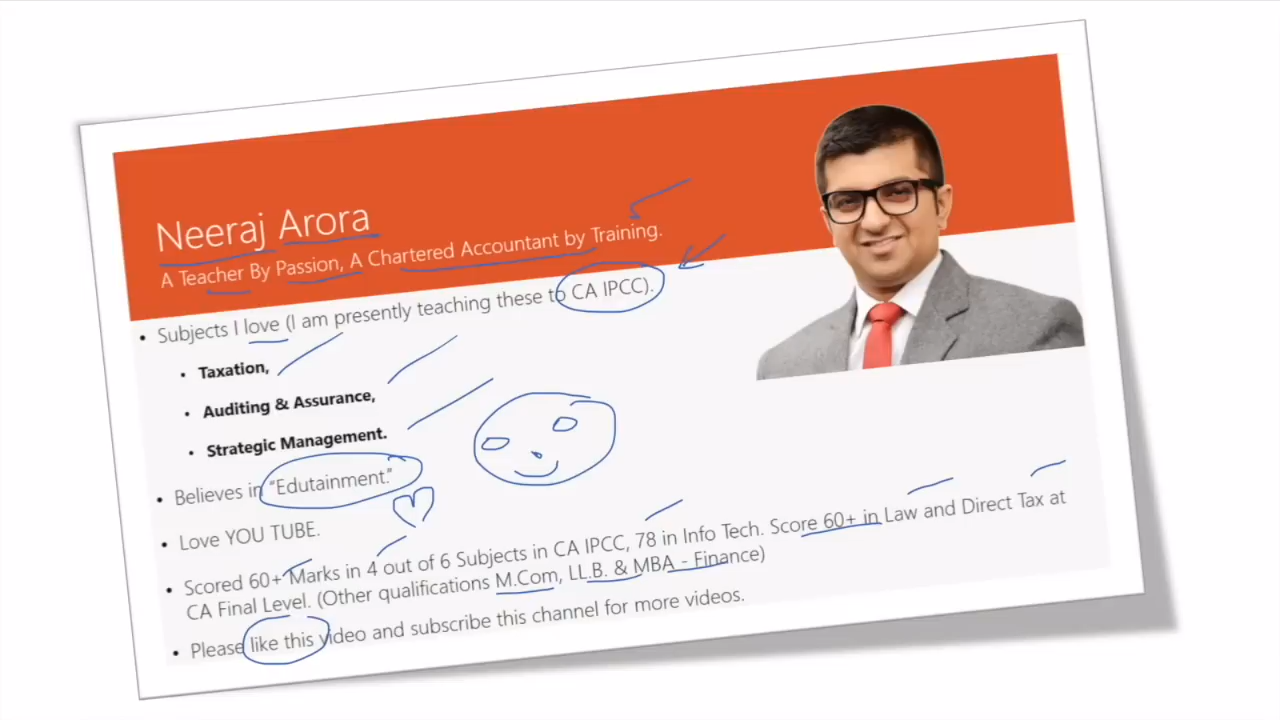 Neeraj Arora
A Teacher By Passion, A Chartered Accountant by Training.
• Subjects I love (I am presently teaching these to CA IPCC).
• Taxation,
• Auditing & Assurance,
• Strategic Management.
• Believes in “Edutainment.”
• Love YOU TUBE.
• Scored 60+ Marks in 4 out of 6 Subjects in CA IPCC, 78 in Info Tech. Score 60+ in Law and Direct Tax at
CA Final Level. (Other qualifications M.Com, LL.B. & MBA - Finance)
• Please like this video and subscribe this channel for more videos.